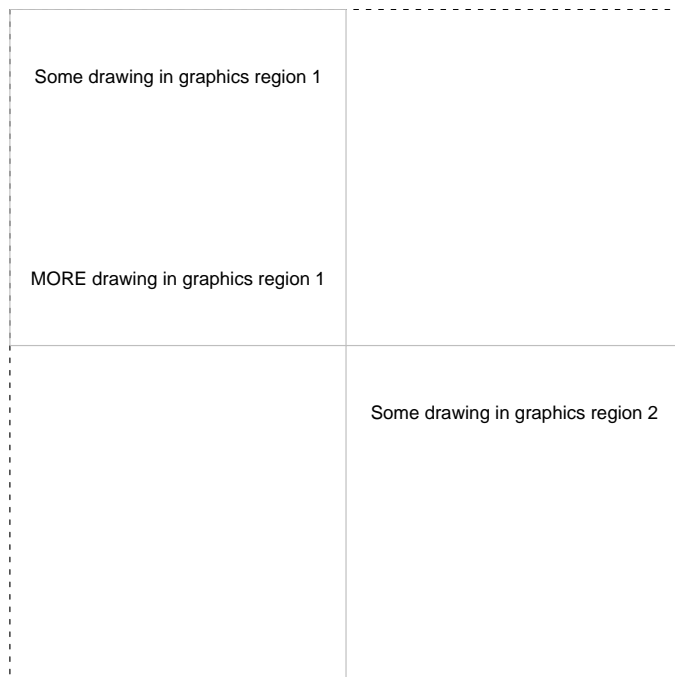 Some drawing in graphics region 1
MORE drawing in graphics region 1
Some drawing in graphics region 2